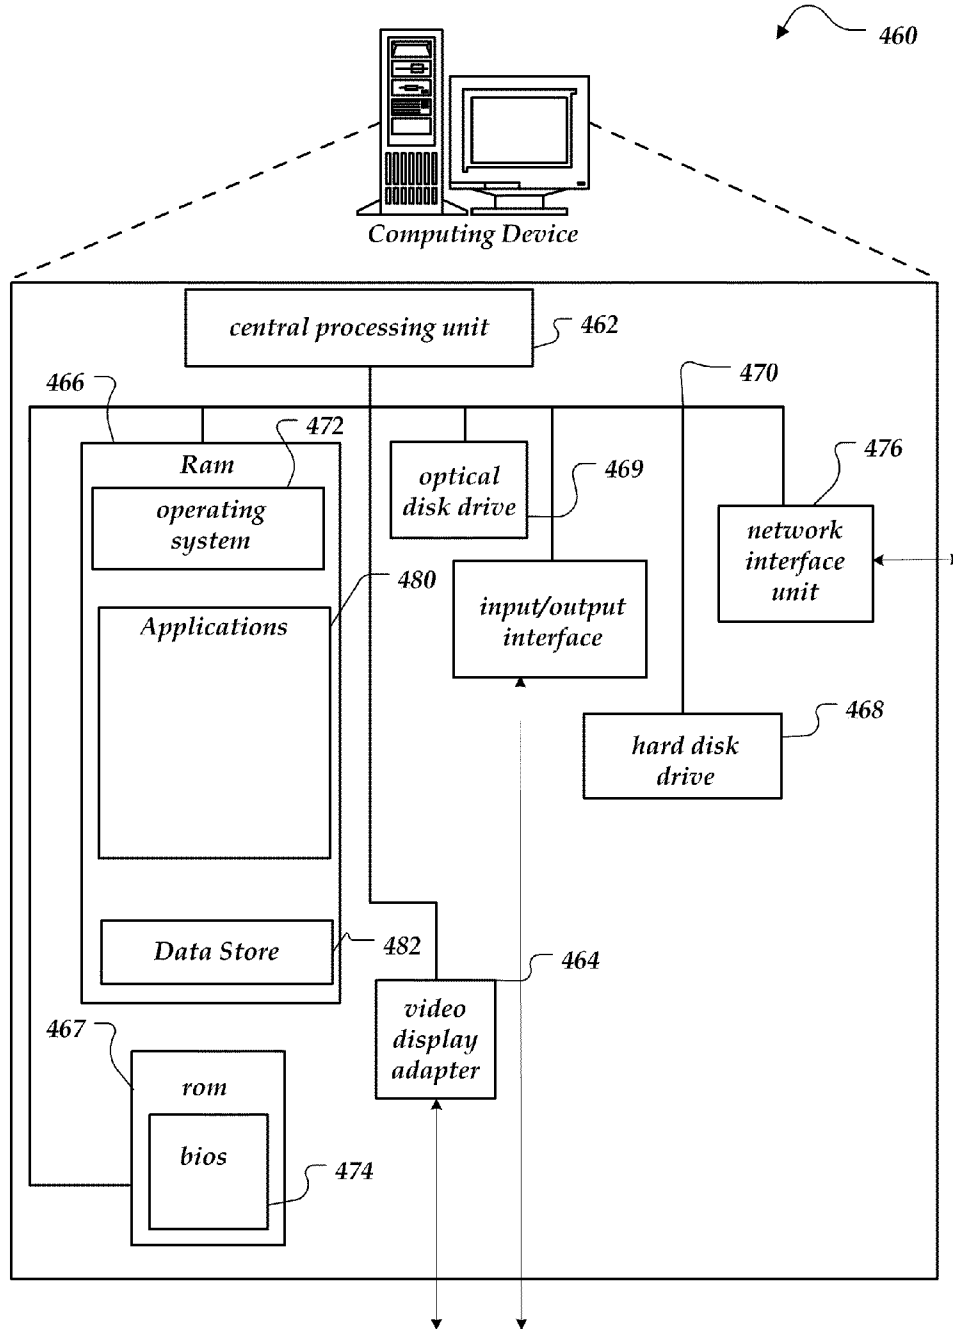 460
Computing Device
central processing unit
462
466
470
472
Ram
operating
system
optical
disk drive
469
476
network
interface
unit
480
Applications
input/output
interface
468
hard disk
drive
Data Store
482
464
video
display
adapter
467
rom
bios
474